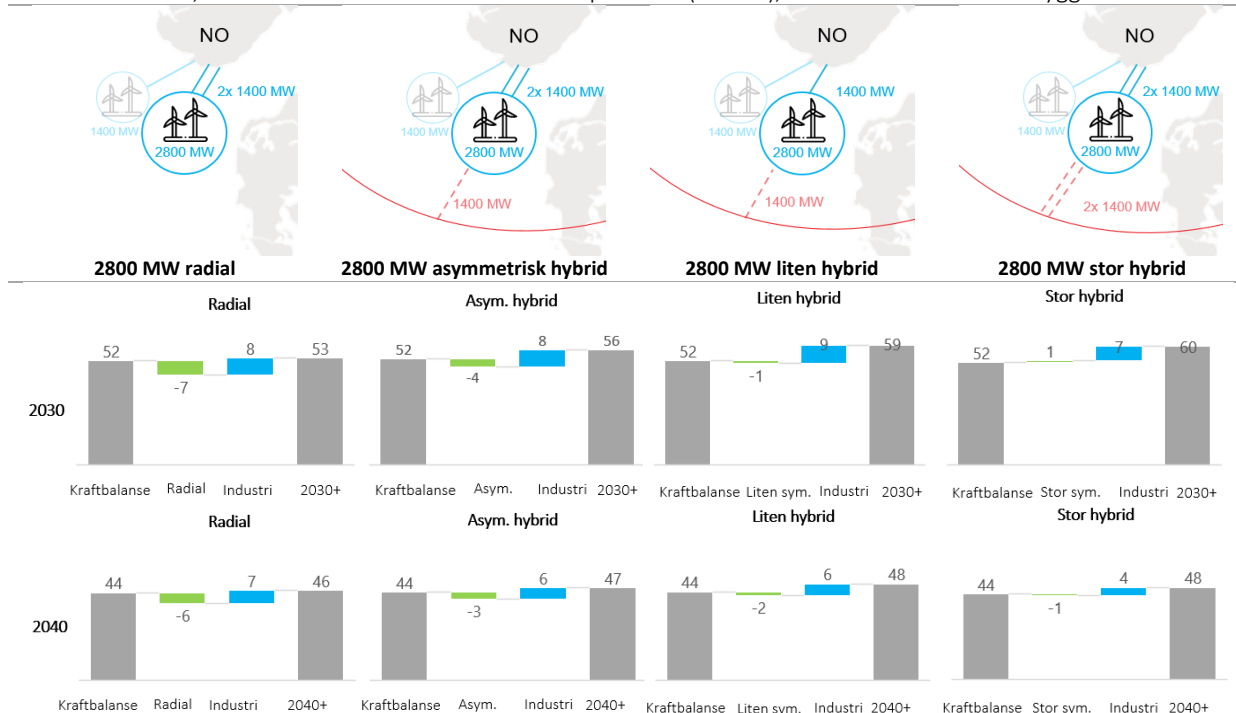 NO NO NO NO
2x 1400 MW 2x 1400 MW 1400 MW 2x 1400 MW
1400 MW 1400 MW 1400 MW 1400 MW
2800 MW 2800 MW 2800 MW 2800 MW
1400 MW 1400 MW 2x 1400 MW
2800 MW radial 2800 MW asymmetrisk hybrid 2800 MW liten hybrid 2800 MW stor hybrid
Radial Asym. hybrid Liten hybrid Stor hybrid
2030
52 -7 8 53
52 -4 8 56
52 -1 9 59
52 1 7 60
Kraftbalanse Radial Industri 2030+ Kraftbalanse Asym. Industri 2030+ Kraftbalanse Liten sym. Industri 2030+ Kraftbalanse Stor sym. Industri 2030+
Radial Asym. hybrid Liten hybrid Stor hybrid
2040
44 -6 7 46
44 -3 6 47
44 -2 6 48
44 -1 4 48
Kraftbalanse Radial Industri 2040+ Kraftbalanse Asym. Industri 2040+ Kraftbalanse Liten sym. Industri 2040+ Kraftbalanse Stor sym. Industri 2040+